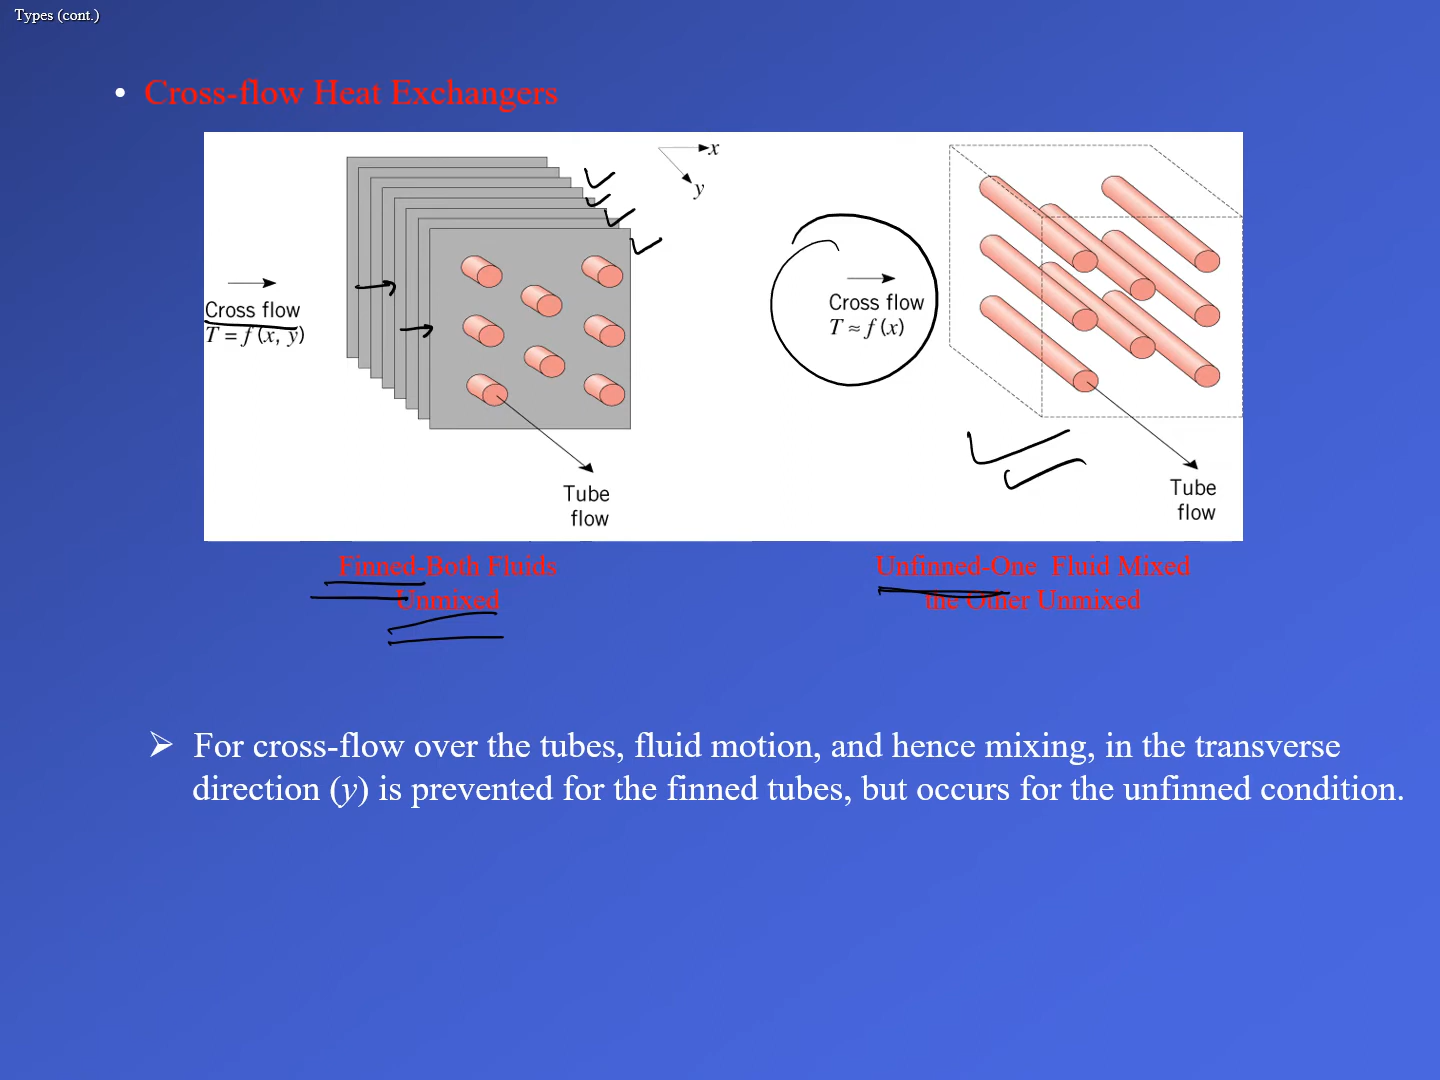 Types (cont.)
• Cross-flow Heat Exchangers
x
y
Cross flow
T = f (x, y)
Tube
flow
Cross flow
T ≈ f (x)
Tube
flow
Finned-Both Fluids
Unmixed
Unfinned-One Fluid Mixed
the Other Unmixed
➢ For cross-flow over the tubes, fluid motion, and hence mixing, in the transverse
direction (y) is prevented for the finned tubes, but occurs for the unfinned condition.